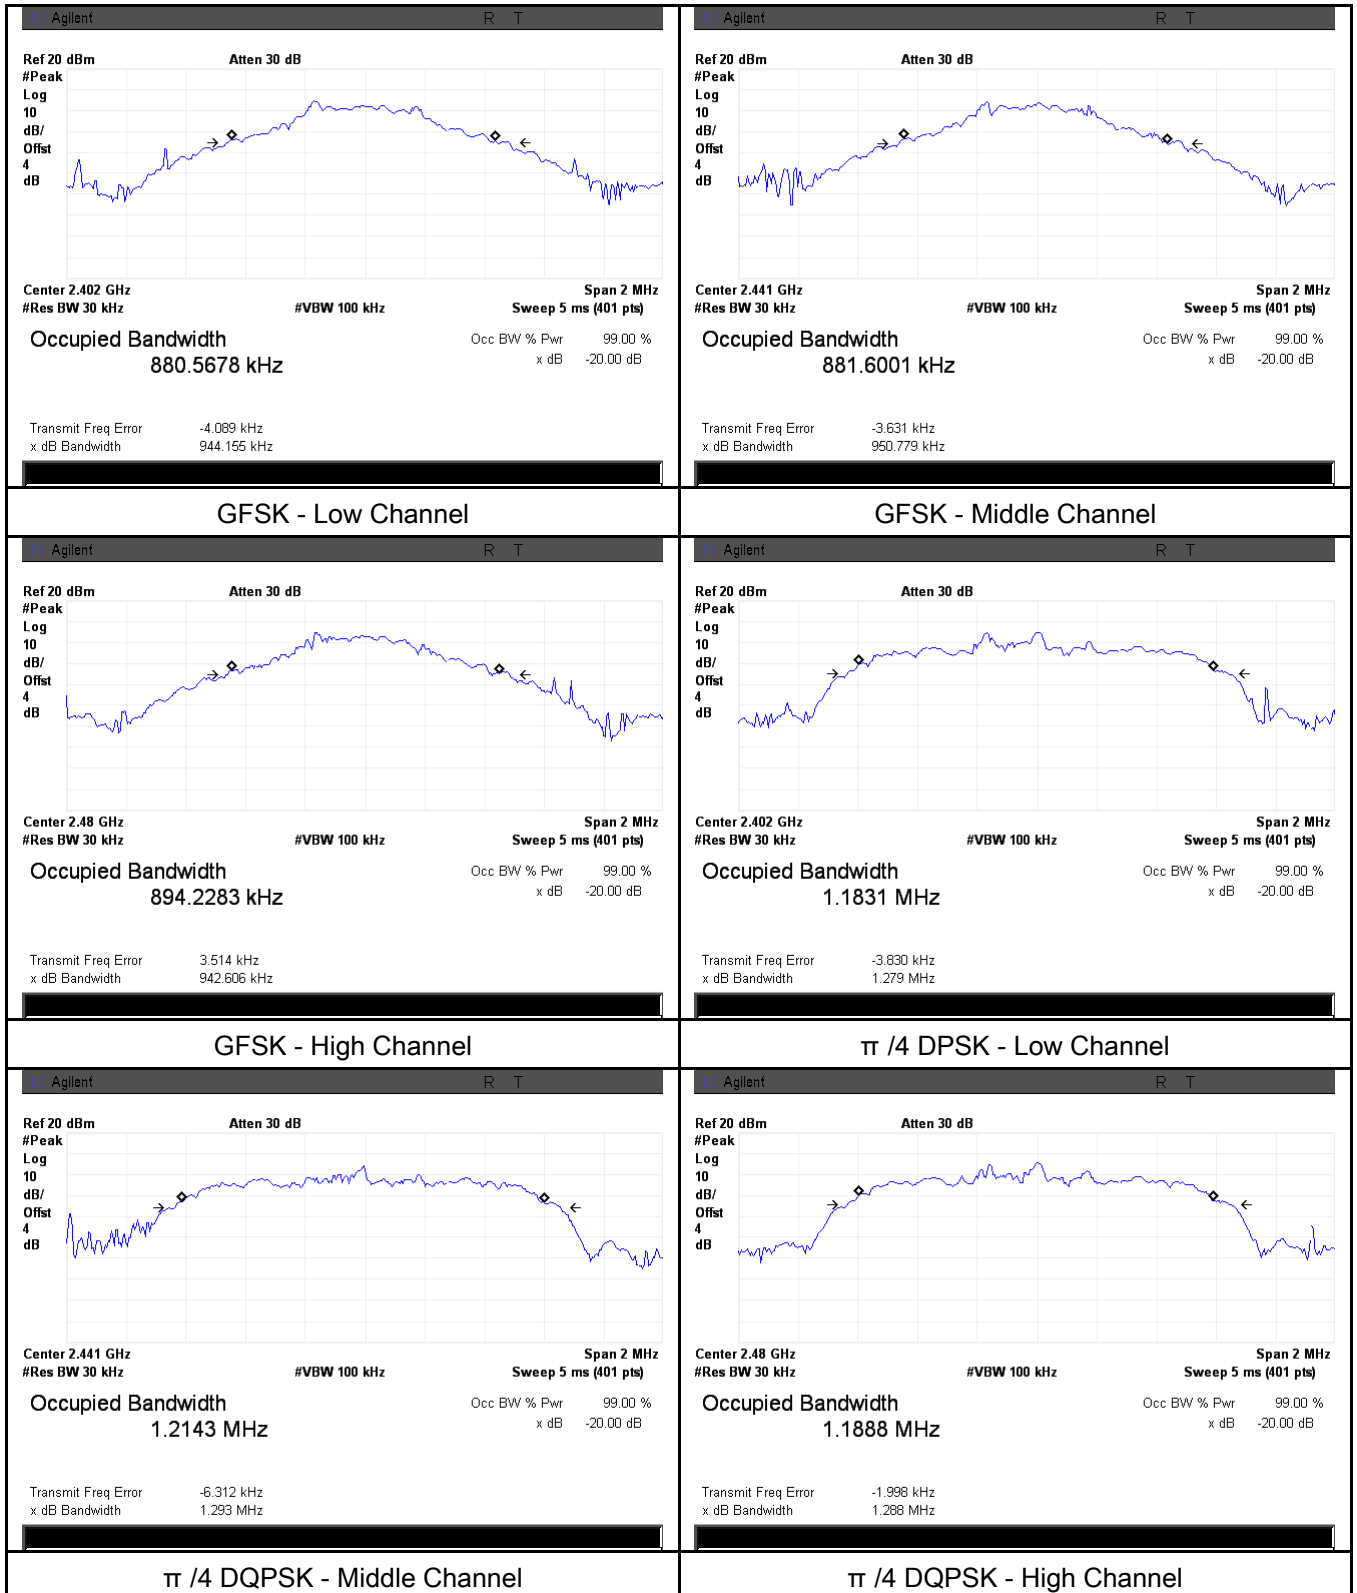 Agilent R T
Ref 20 dBm Atten 30 dB
#Peak
Log
10
dB/
Offst
4
dB
Center 2.402 GHz Span 2 MHz
#Res BW 30 kHz #VBW 100 kHz Sweep 5 ms (401 pts)
Occupied Bandwidth Occ BW % Pwr 99.00 %
880.5678 kHz x dB -20.00 dB
Transmit Freq Error -4.089 kHz
x dB Bandwidth 944.155 kHz
GFSK - Low Channel
Agilent R T
Ref 20 dBm Atten 30 dB
#Peak
Log
10
dB/
Offst
4
dB
Center 2.441 GHz Span 2 MHz
#Res BW 30 kHz #VBW 100 kHz Sweep 5 ms (401 pts)
Occupied Bandwidth Occ BW % Pwr 99.00 %
881.6001 kHz x dB -20.00 dB
Transmit Freq Error -3.631 kHz
x dB Bandwidth 950.779 kHz
GFSK - Middle Channel
Agilent R T
Ref 20 dBm Atten 30 dB
#Peak
Log
10
dB/
Offst
4
dB
Center 2.48 GHz Span 2 MHz
#Res BW 30 kHz #VBW 100 kHz Sweep 5 ms (401 pts)
Occupied Bandwidth Occ BW % Pwr 99.00 %
894.2283 kHz x dB -20.00 dB
Transmit Freq Error 3.514 kHz
x dB Bandwidth 942.606 kHz
GFSK - High Channel
Agilent R T
Ref 20 dBm Atten 30 dB
#Peak
Log
10
dB/
Offst
4
dB
Center 2.402 GHz Span 2 MHz
#Res BW 30 kHz #VBW 100 kHz Sweep 5 ms (401 pts)
Occupied Bandwidth Occ BW % Pwr 99.00 %
1.1831 MHz x dB -20.00 dB
Transmit Freq Error -3.830 kHz
x dB Bandwidth 1.279 MHz
π /4 DPSK - Low Channel
Agilent R T
Ref 20 dBm Atten 30 dB
#Peak
Log
10
dB/
Offst
4
dB
Center 2.441 GHz Span 2 MHz
#Res BW 30 kHz #VBW 100 kHz Sweep 5 ms (401 pts)
Occupied Bandwidth Occ BW % Pwr 99.00 %
1.2143 MHz x dB -20.00 dB
Transmit Freq Error -6.312 kHz
x dB Bandwidth 1.293 MHz
π /4 DQPSK - Middle Channel
Agilent R T
Ref 20 dBm Atten 30 dB
#Peak
Log
10
dB/
Offst
4
dB
Center 2.48 GHz Span 2 MHz
#Res BW 30 kHz #VBW 100 kHz Sweep 5 ms (401 pts)
Occupied Bandwidth Occ BW % Pwr 99.00 %
1.1888 MHz x dB -20.00 dB
Transmit Freq Error -1.998 kHz
x dB Bandwidth 1.288 MHz
π /4 DQPSK - High Channel